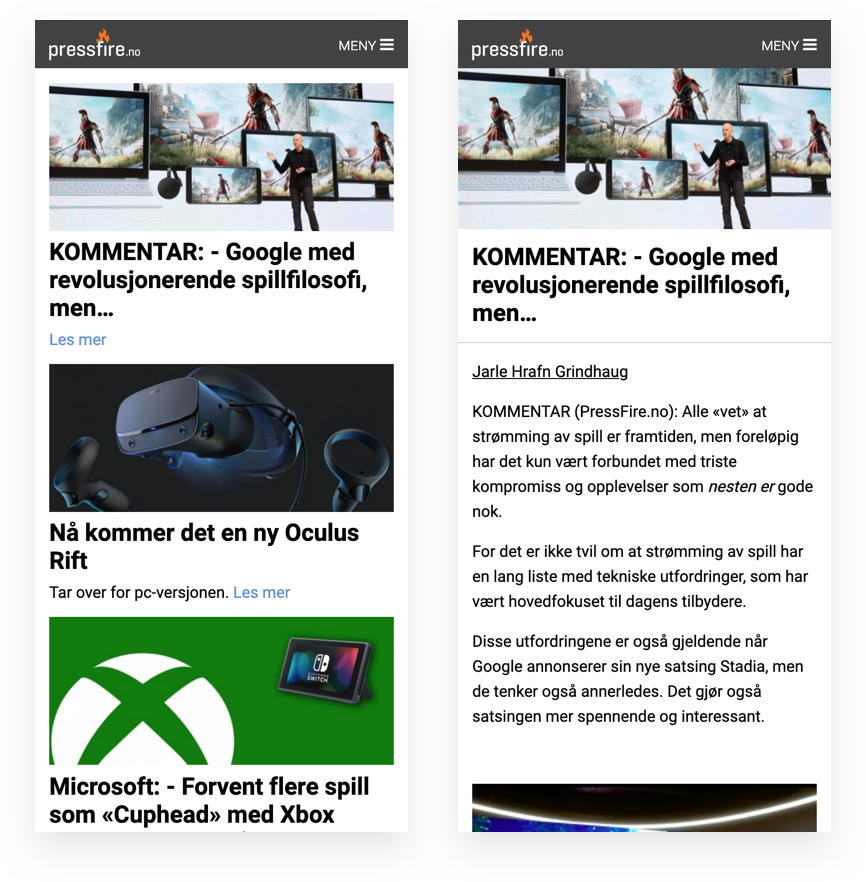 pressfire.no
MENY
KOMMENTAR: - Google med
revolusjonerende spillfilosofi,
men...
Les mer
Nå kommer det en ny Oculus
Rift
Tar over for pc-versjonen. Les mer
NINTENDO
SWITCH
Microsoft: - Forvent flere spill
som «Cuphead» med Xbox
pressfire.no
MENY
KOMMENTAR: - Google med
revolusjonerende spillfilosofi,
men...
Jarle Hrafn Grindhaug
KOMMENTAR (PressFire.no): Alle «vet» at
strømming av spill er framtiden, men foreløpig
har det kun vært forbundet med triste
kompromiss og opplevelser som nesten er gode
nok.
For det er ikke tvil om at strømming av spill har
en lang liste med tekniske utfordringer, som har
vært hovedfokuset til dagens tilbydere.
Disse utfordringene er også gjeldende når
Google annonserer sin nye satsing Stadia, men
de tenker også annerledes. Det gjør også
satsingen mer spennende og interessant.